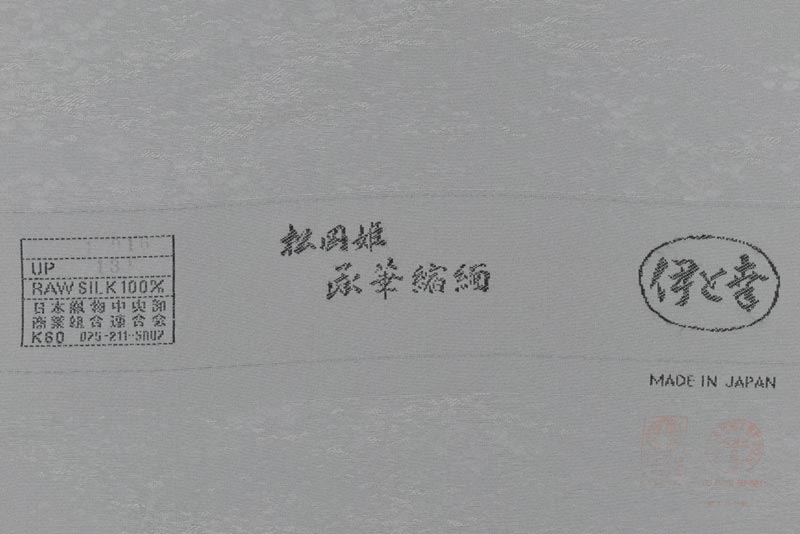 UP
RAW SILK 100%
日本織物中央卸
商業組合連合会
K60 075-211-5007
松岡姫
華縮緬
伊と幸
MADE IN JAPAN